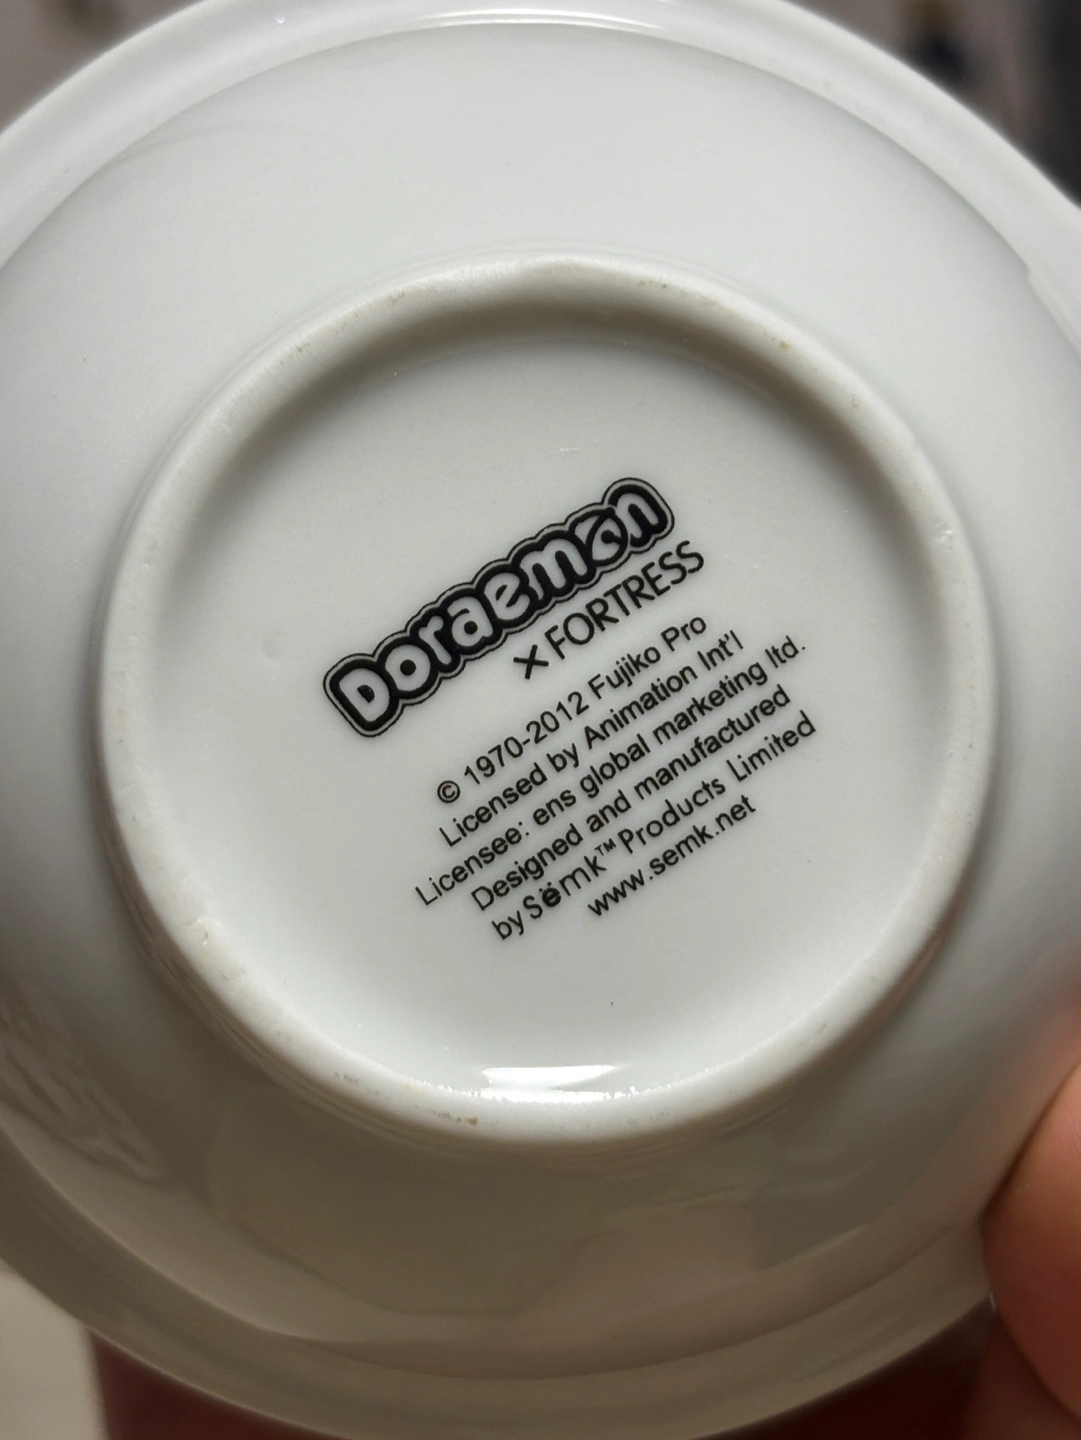 Doraemon
× FORTRESS
© 1970-2012 Fujiko Pro
Licensed by Animation Int'l
Licensee: ens global marketing ltd.
Designed and manufactured
by Sëmk™ Products Limited
www.semk.net